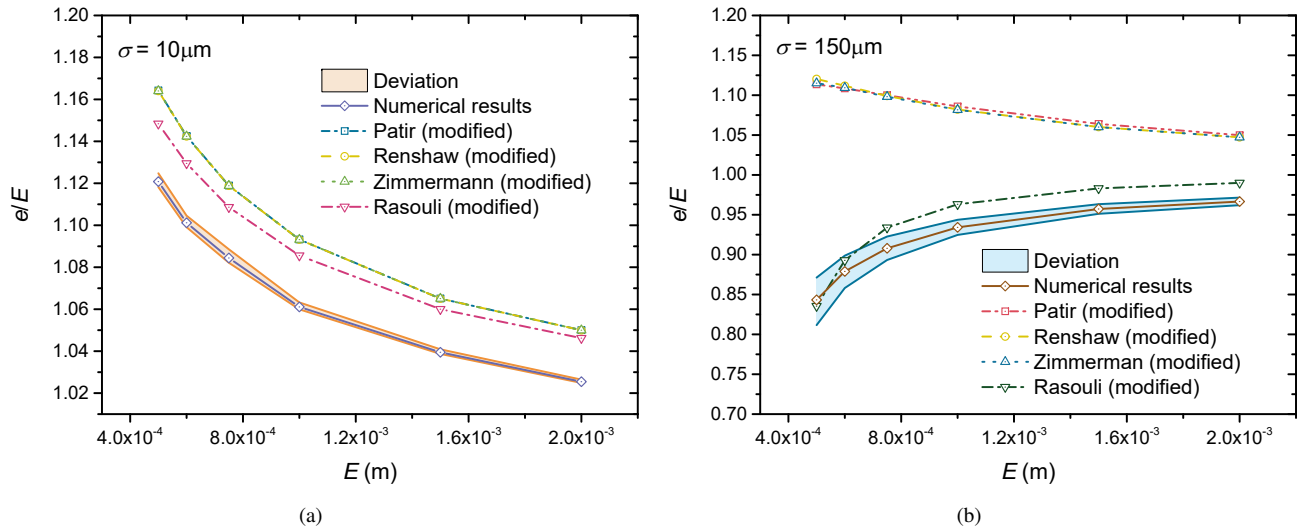 1.20
1.18
1.16
1.14
1.12
1.10
1.08
1.06
1.04
1.02
e/E
σ = 10μm
Deviation
Numerical results
Patir (modified)
Renshaw (modified)
Zimmermann (modified)
Rasouli (modified)
4.0x10⁻⁴
8.0x10⁻⁴
1.2x10⁻³
1.6x10⁻³
2.0x10⁻³
E (m)
(a)
1.20
1.15
1.10
1.05
1.00
0.95
0.90
0.85
0.80
0.75
0.70
e/E
σ = 150μm
Deviation
Numerical results
Patir (modified)
Renshaw (modified)
Zimmerman (modified)
Rasouli (modified)
4.0x10⁻⁴
8.0x10⁻⁴
1.2x10⁻³
1.6x10⁻³
2.0x10⁻³
E (m)
(b)